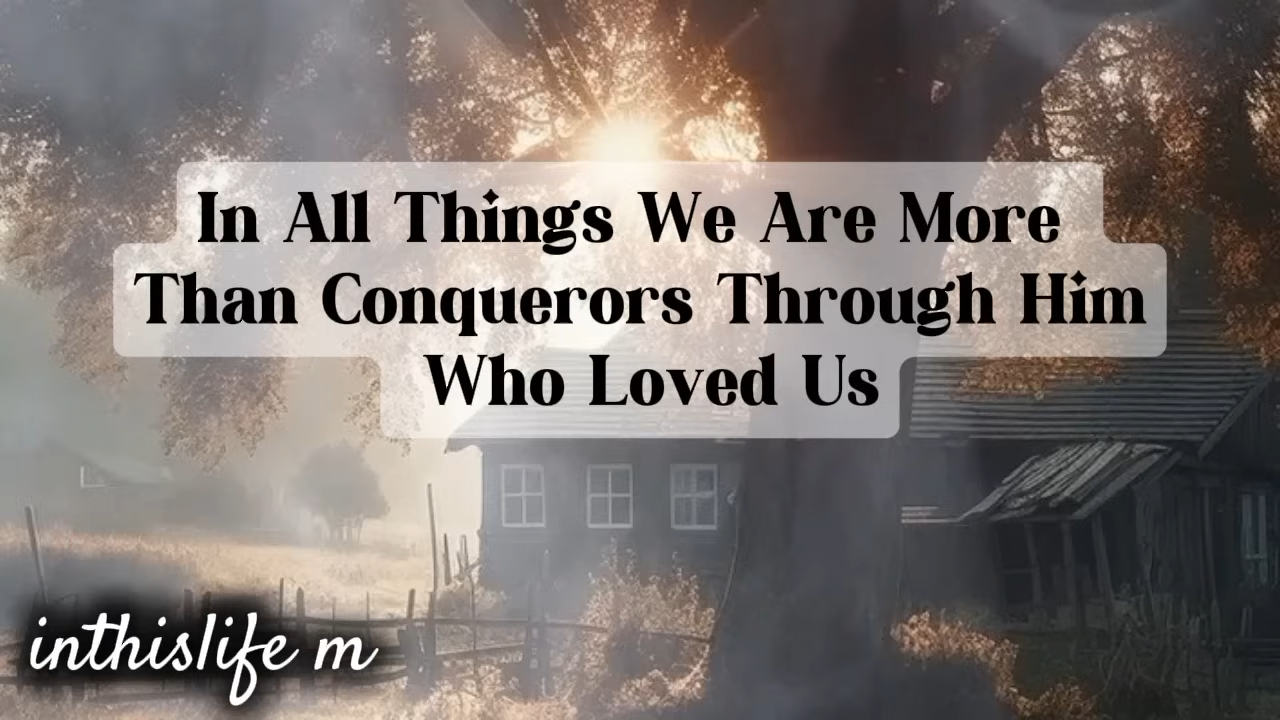 In All Things We Are More
Than Conquerors Through Him
Who Loved Us
inthislife m